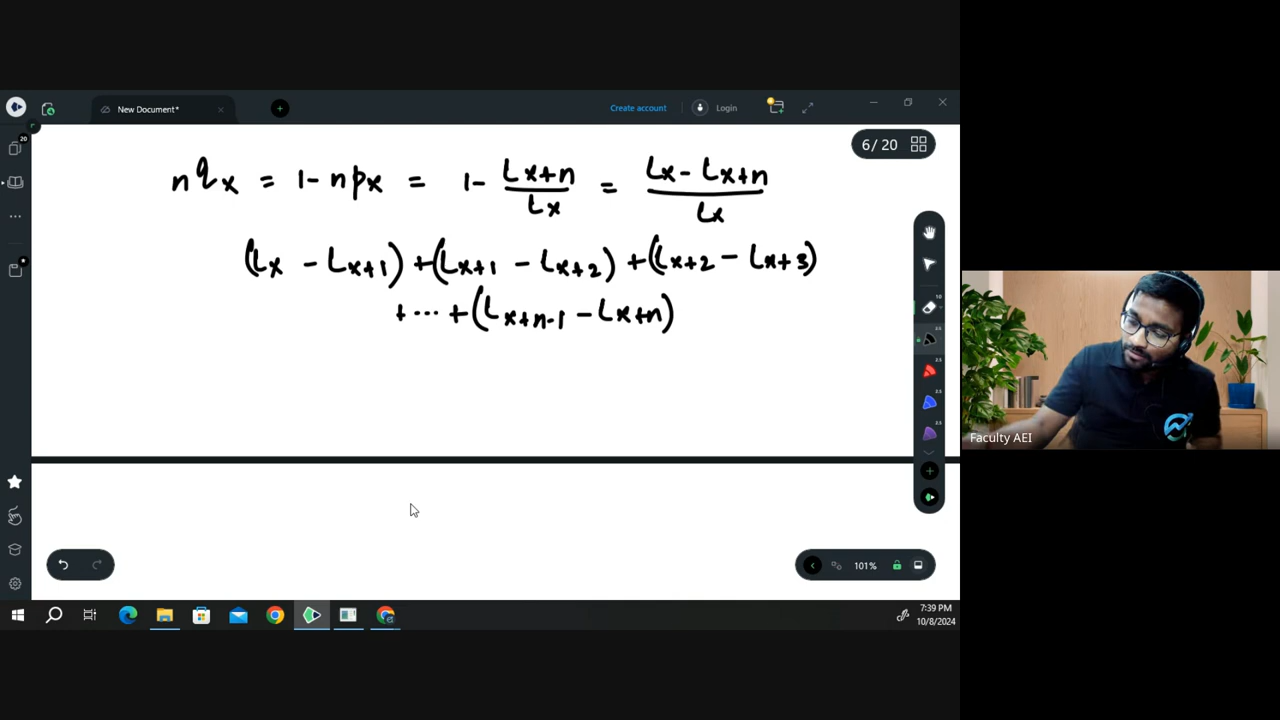 New Document*
Create account
Login
6/20
nqx = 1 - npx = 1 - Lx+n/Lx = Lx - Lx+n/Lx
(Lx - Lx+1) + (Lx+1 - Lx+2) + (Lx+2 - Lx+3)
+ ... + (Lx+n-1 - Lx+n)
Faculty AEI
101%
7:39 PM
10/8/2024